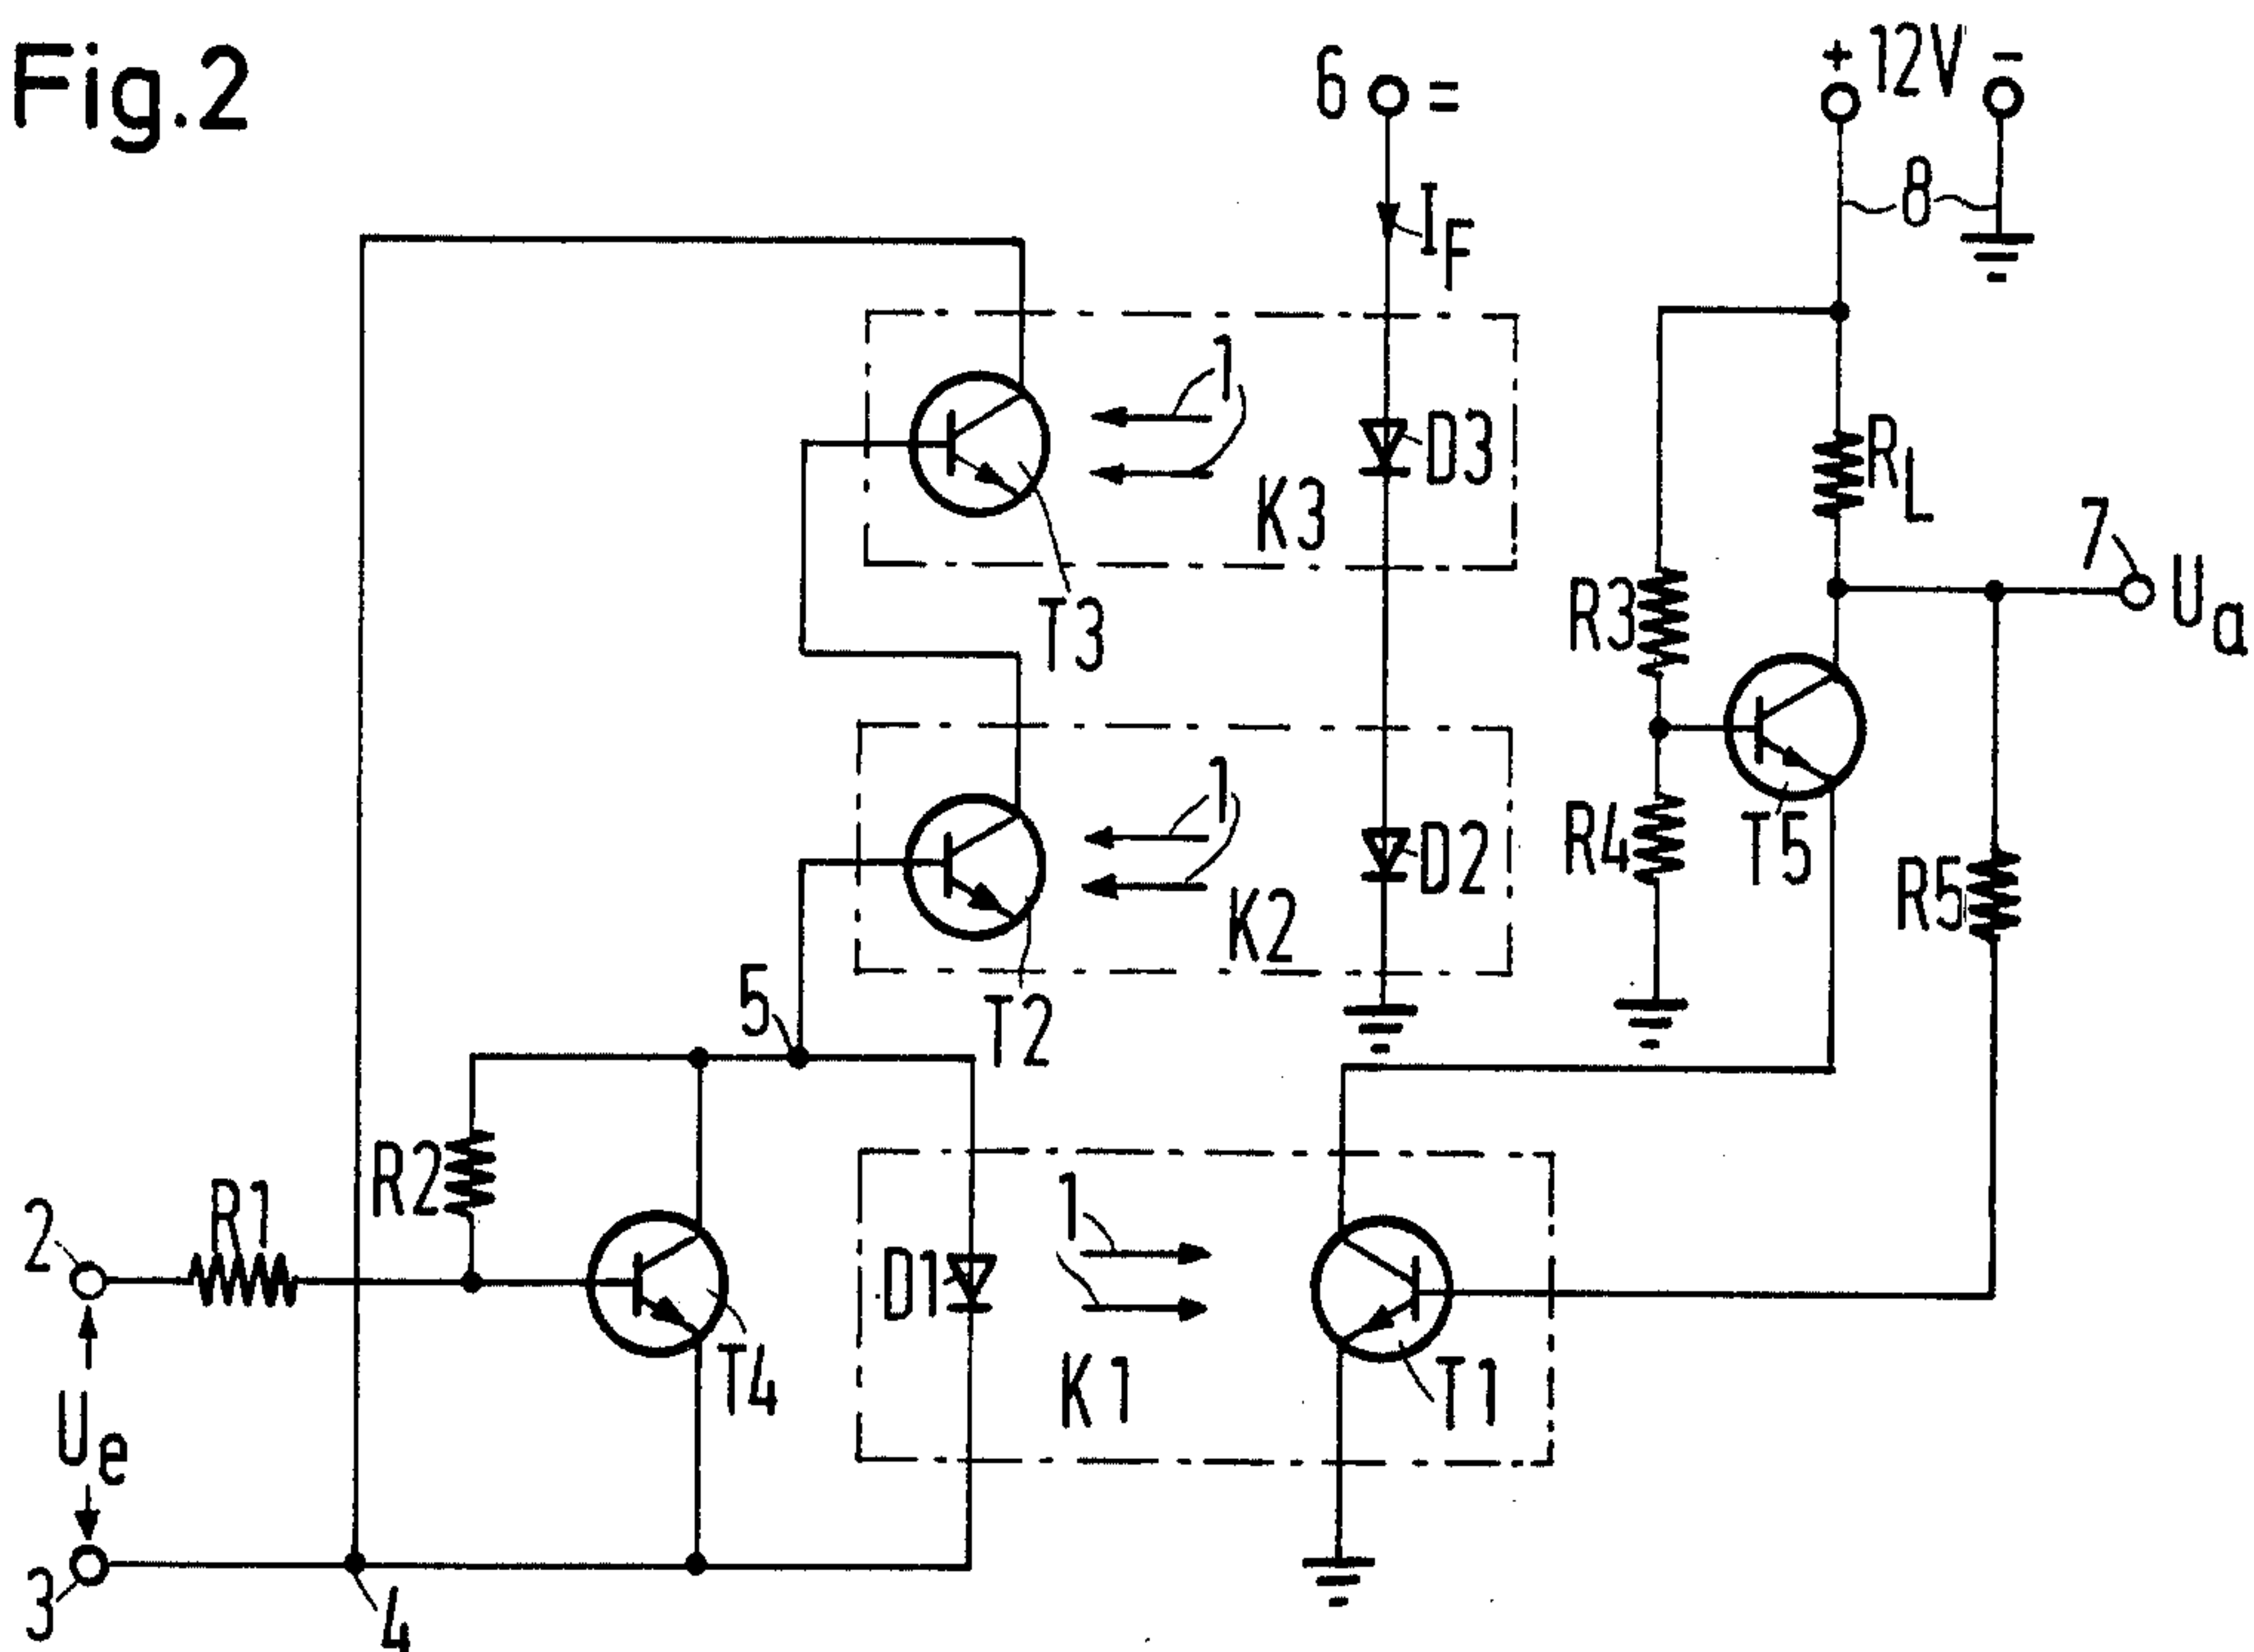 Fig.2
6 =
+ 12V -
8
I_F
1
D3
K3
T3
R_L
7
U_a
R3
T5
R4
R5
1
D2
K2
T2
5
R2
R1
2
T4
D1
1
K1
T1
U_e
3
4